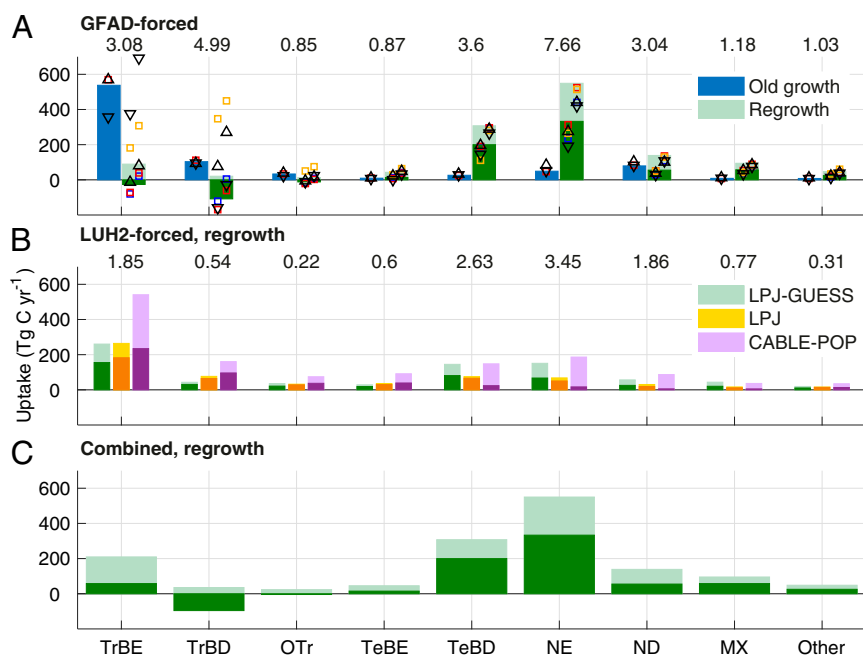 A GFAD-forced
3.08 4.99 0.85 0.87 3.6 7.66 3.04 1.18 1.03
600
400
200
0
Old growth
Regrowth
B LUH2-forced, regrowth
1.85 0.54 0.22 0.6 2.63 3.45 1.86 0.77 0.31
600
400
200
0
LPJ-GUESS
LPJ
CABLE-POP
Uptake (Tg C yr⁻¹)
C Combined, regrowth
600
400
200
0
TrBE TrBD OTr TeBE TeBD NE ND MX Other